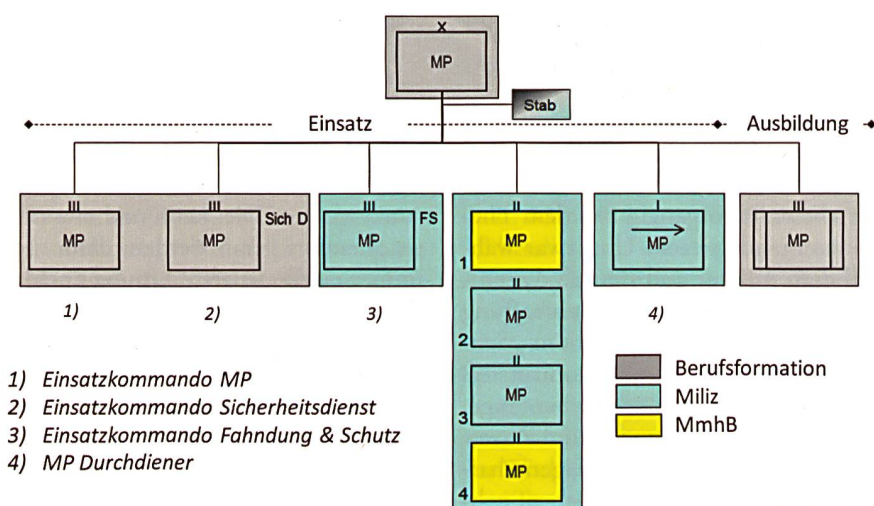 X
MP
Stab
Einsatz
Ausbildung
III
MP
III
Sich D
MP
III
FS
MP
II
MP
1
I
MP
III
MP
II
MP
2
II
MP
3
II
MP
4
1)
2)
3)
4)
1) Einsatzkommando MP
2) Einsatzkommando Sicherheitsdienst
3) Einsatzkommando Fahndung & Schutz
4) MP Durchdiener
Berufsformation
Miliz
MmhB